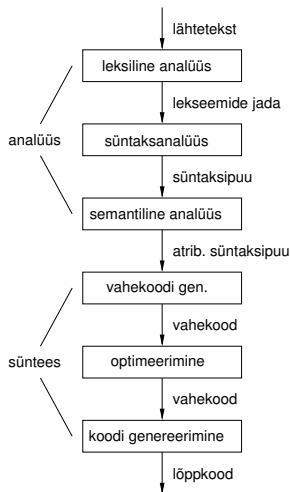 lähtetekst
leksiline analüüs
lekseemide jada
analüüs
süntaksanalüüs
süntaksipuu
semantiline analüüs
atrib. süntaksipuu
vahekoodi gen.
vahekood
süntees
optimeerimine
vahekood
koodi genereerimine
lõppkood